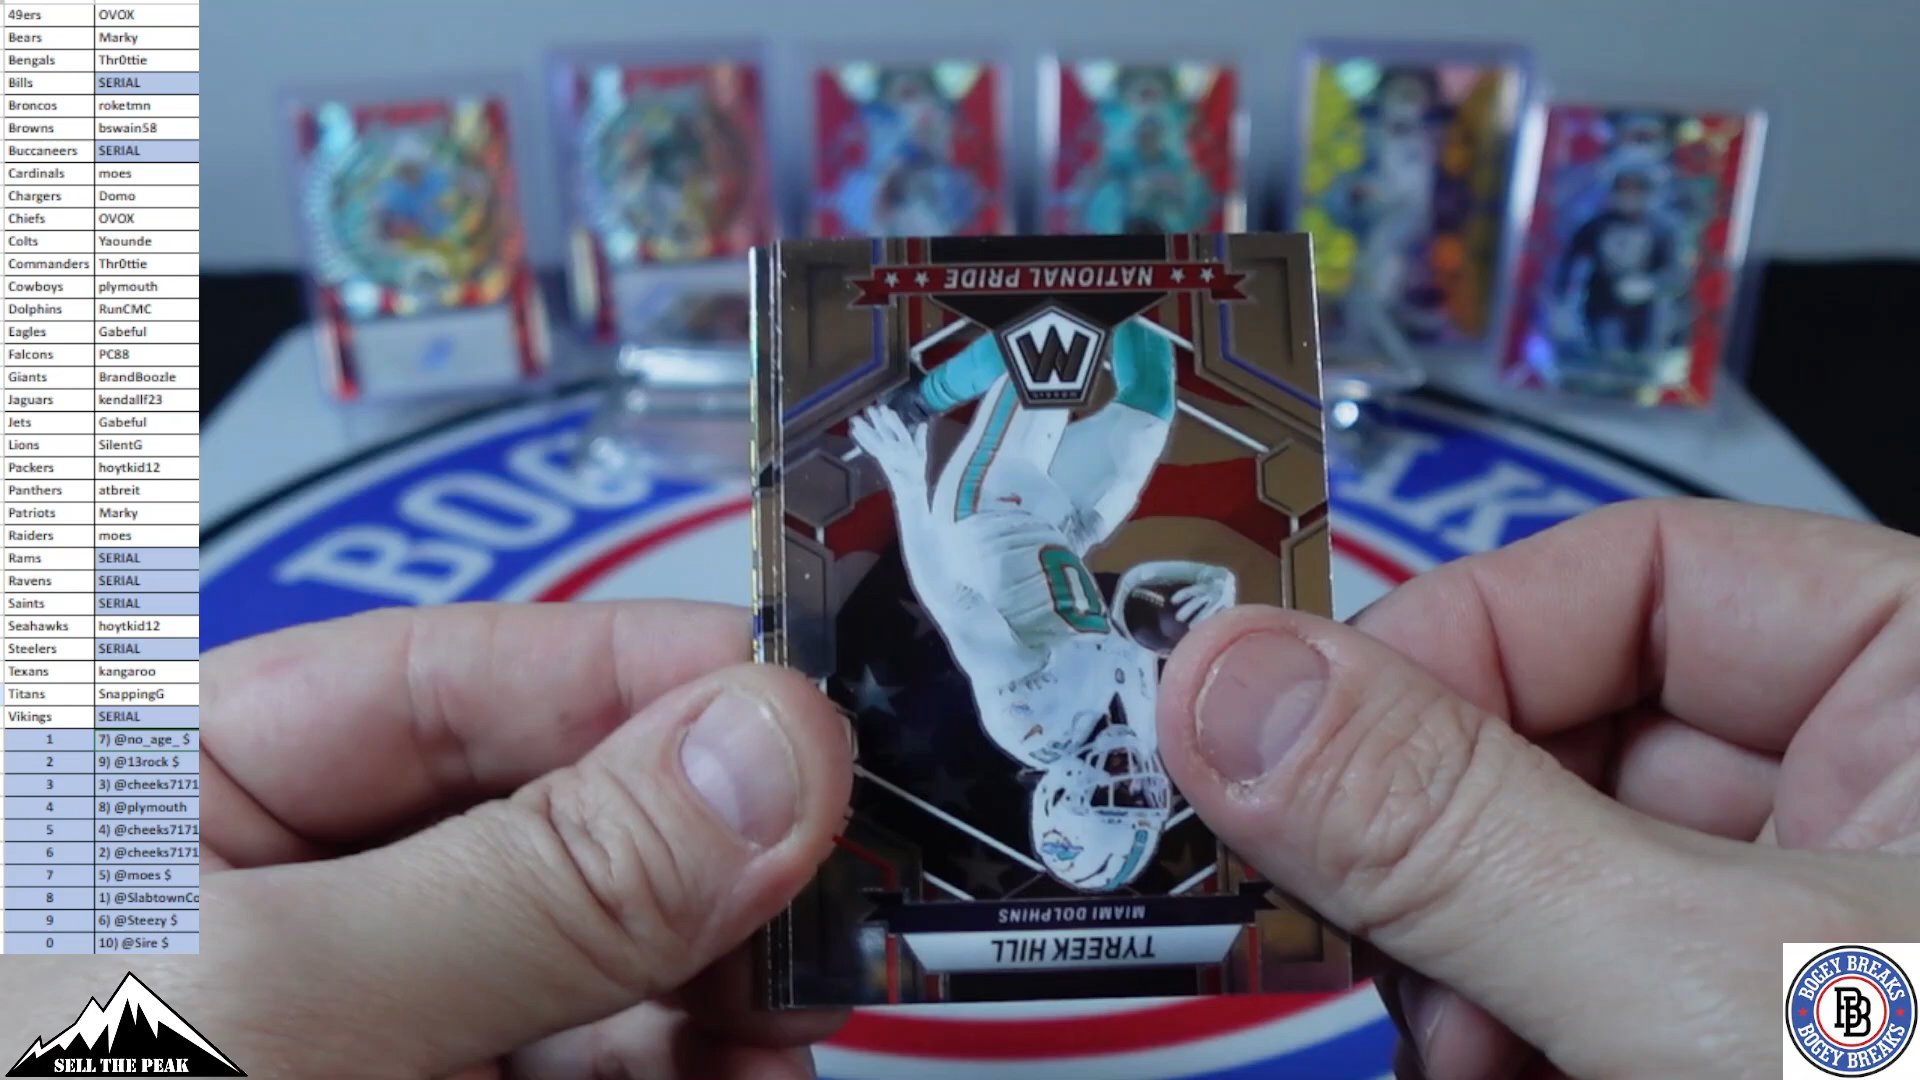 49ers OVOX
Bears Marky
Bengals Thr0ttie
Bills SERIAL
Broncos roketmn
Browns bswain58
Buccaneers SERIAL
Cardinals moes
Chargers Domo
Chiefs OVOX
Colts Yaounde
Commanders Thr0ttie
Cowboys plymouth
Dolphins RunCMC
Eagles Gabeful
Falcons PC88
Giants BrandBoozle
Jaguars kendallf23
Jets Gabeful
Lions SilentG
Packers hoytkid12
Panthers atbreit
Patriots Marky
Raiders moes
Rams SERIAL
Ravens SERIAL
Saints SERIAL
Seahawks hoytkid12
Steelers SERIAL
Texans kangaroo
Titans SnappingG
Vikings SERIAL
1 7) @no_age_ $
2 9) @13rock $
3 3) @cheeks7171
4 8) @plymouth
5 4) @cheeks7171
6 2) @cheeks7171
7 5) @moes $
8 1) @SlabtownCo
9 6) @Steezy $
0 10) @Sire $
SELL THE PEAK
NATIONAL PRIDE
W
MOSAIC
0
MIAMI DOLPHINS
TYREEK HILL
BOGEY BREAKS
BB
BOGEY BREAKS